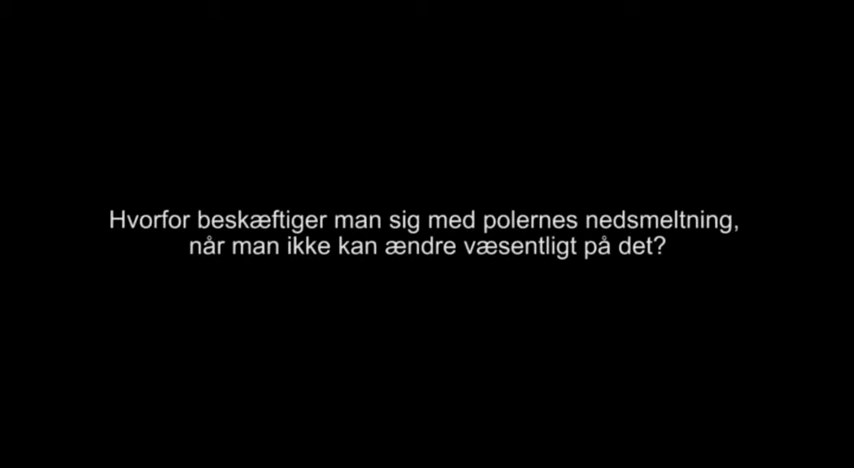 Hvorfor beskæftiger man sig med polernes nedsmeltning,
når man ikke kan ændre væsentligt på det?